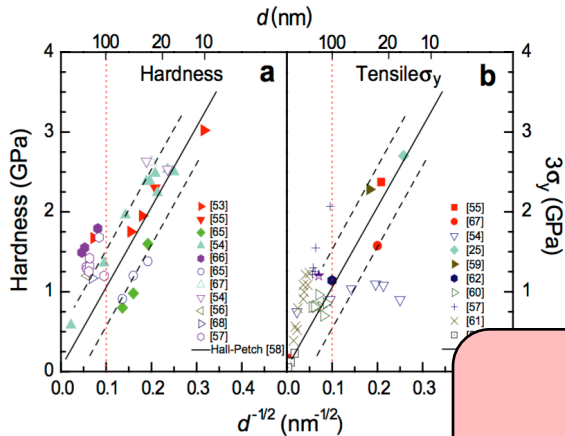 d(nm)
100 20 10
100 20 10
Hardness
a
Tensileσy
b
Hardness (GPa)
3σy (GPa)
4
3
2
1
0
4
3
2
1
[53]
[55]
[65]
[54]
[66]
[65]
[67]
[54]
[56]
[68]
[57]
Hall-Petch [58]
[55]
[67]
[54]
[25]
[59]
[62]
[60]
[57]
[61]
0.0 0.1 0.2 0.3 0.4
0.0 0.1 0.2 0.3
d-1/2 (nm-1/2)